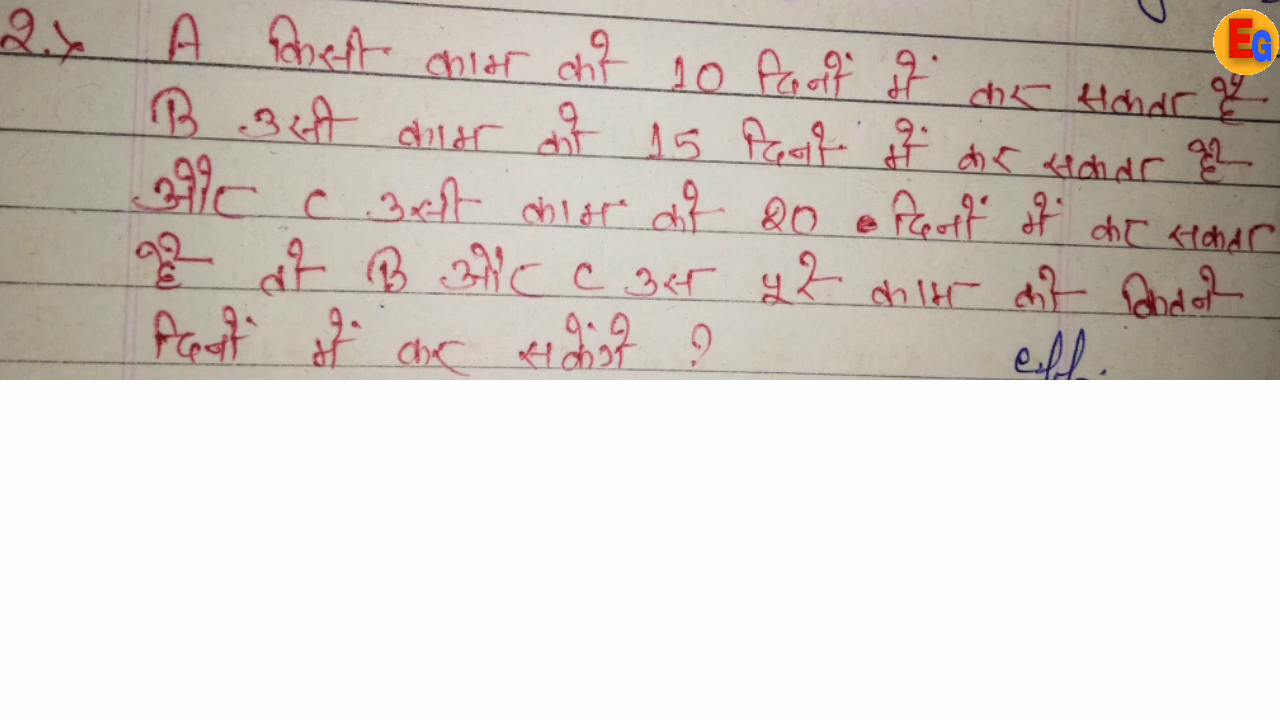 EG
2.> A किसी काम को 10 दिनों में कर सकता है
B उसी काम को 15 दिनो में कर सकता है
और C उसी काम को 20 दिनों में कर सकता
है तो B और C उस पूरे काम को कितने
दिनों में कर सकेंगे ? eff.